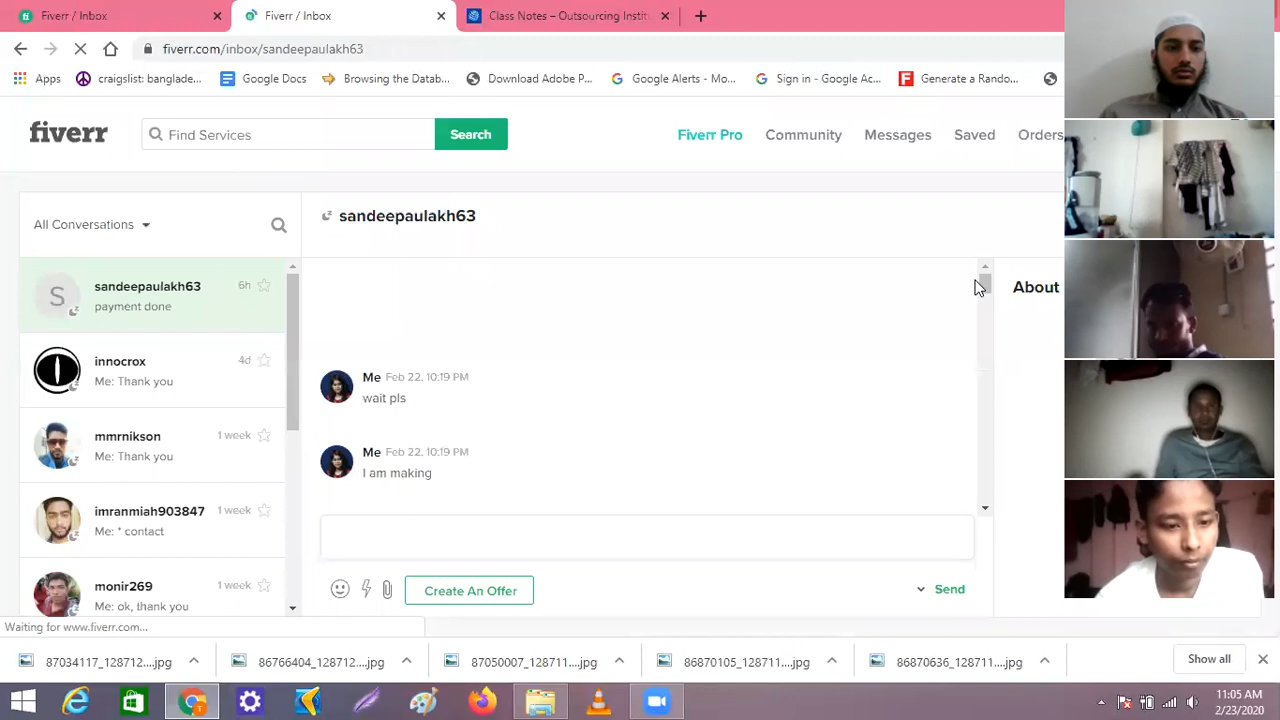 Fiverr / Inbox
Fiverr – / Inbox
Class Notes – Outsourcing Instit
fiverr.com/inbox/sandeepaulakh63
Apps
craigslist: banglade...
Google Docs
Browsing the Datab...
Download Adobe P...
Google Alerts - Mo...
Sign in - Google Ac...
Generate a Rando...
fiverr
Find Services
Search
Fiverr Pro
Community
Messages
Saved
Orders
All Conversations
sandeepaulakh63
S
sandeepaulakh63
6h
payment done
innocrox
4d
Me: Thank you
mmrnikson
1 week
Me: Thank you
imranmiah903847
1 week
Me: * contact
monir269
1 week
Me: ok, thank you
Me Feb 22, 10:19 PM
wait pls
Me Feb 22, 10:19 PM
I am making
Create An Offer
Send
About
Waiting for www.fiverr.com...
87034117_128712....jpg
86766404_128712....jpg
87050007_128711....jpg
86870105_128711....jpg
86870636_128711....jpg
Show all
11:05 AM
2/23/2020